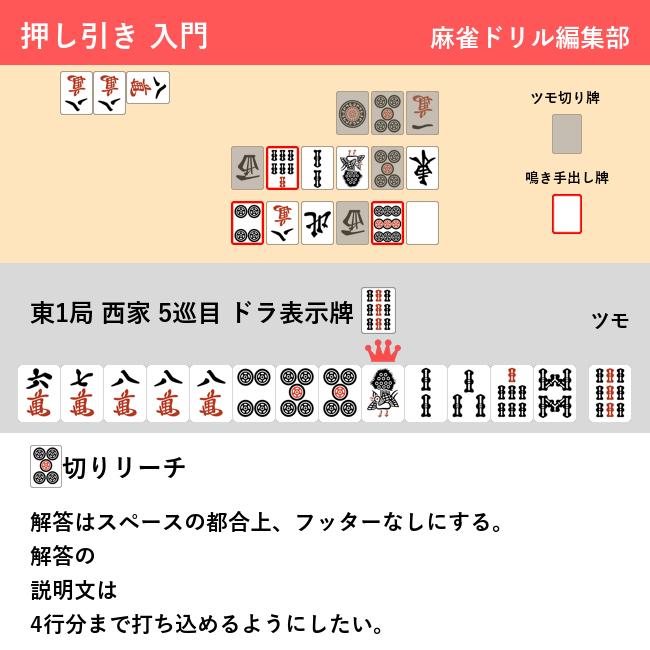 押し引き 入門
麻雀ドリル編集部
ツモ切り牌
鳴き手出し牌
東1局 西家 5巡目 ドラ表示牌
ツモ
切りリーチ
解答はスペースの都合上、フッターなしにする。
解答の
説明文は
4行分まで打ち込めるようにしたい。